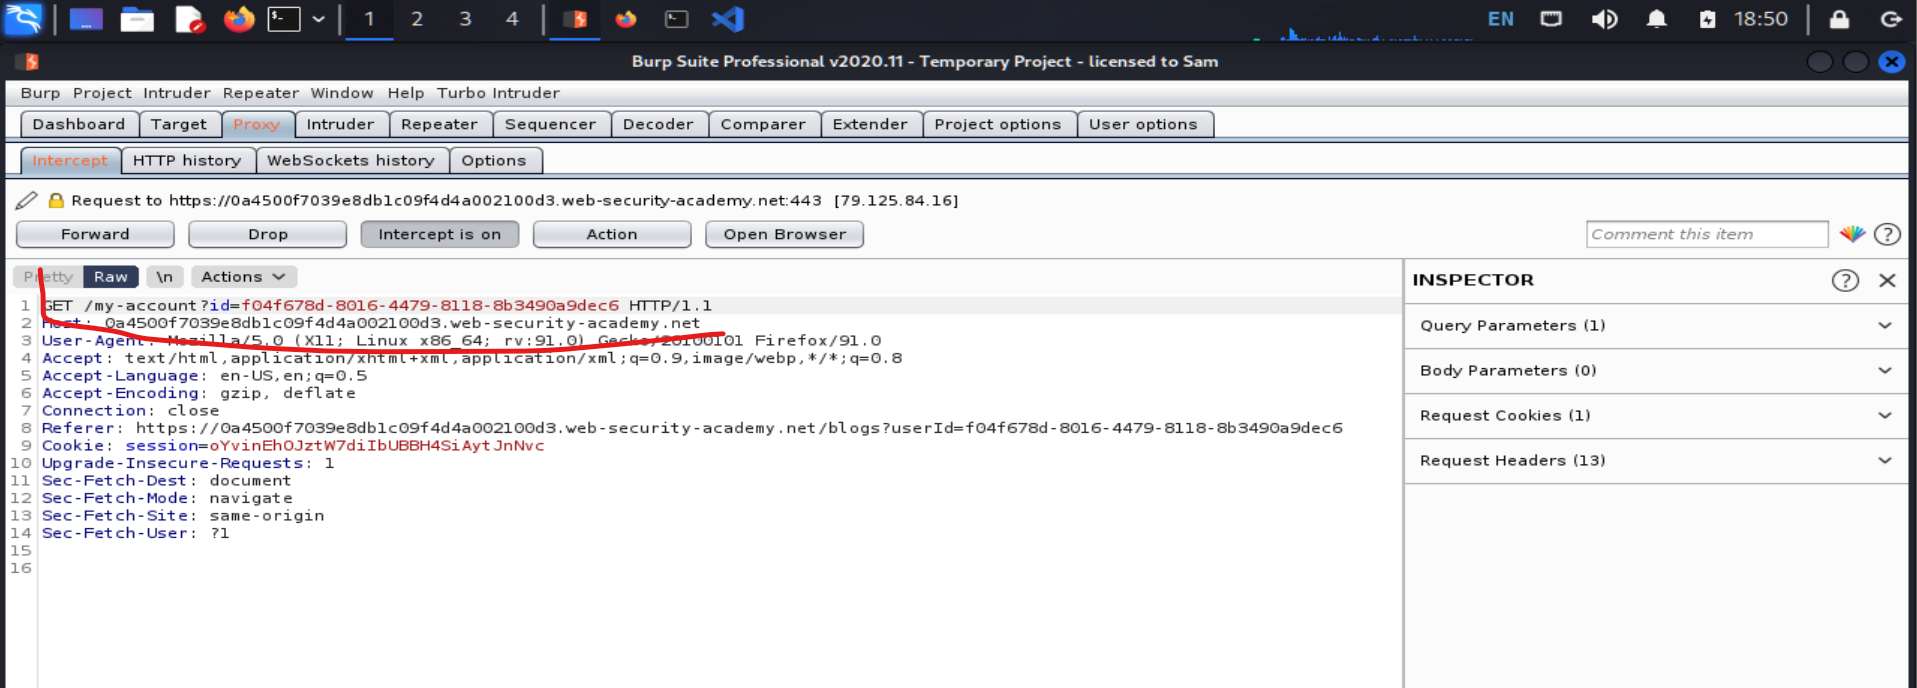 1 2 3 4 EN 18:50
Burp Suite Professional v2020.11 - Temporary Project - licensed to Sam
Burp Project Intruder Repeater Window Help Turbo Intruder
Dashboard Target Proxy Intruder Repeater Sequencer Decoder Comparer Extender Project options User options
Intercept HTTP history WebSockets history Options
Request to https://0a4500f7039e8db1c09f4d4a002100d3.web-security-academy.net:443 [79.125.84.16]
Forward Drop Intercept is on Action Open Browser Comment this item
Pretty Raw \n Actions
1 GET /my-account?id=f04f678d-8016-4479-8118-8b3490a9dec6 HTTP/1.1
2 Host: 0a4500f7039e8db1c09f4d4a002100d3.web-security-academy.net
3 User-Agent: Mozilla/5.0 (X11; Linux x86_64; rv:91.0) Gecko/20100101 Firefox/91.0
4 Accept: text/html,application/xhtml+xml,application/xml;q=0.9,image/webp,*/*;q=0.8
5 Accept-Language: en-US,en;q=0.5
6 Accept-Encoding: gzip, deflate
7 Connection: close
8 Referer: https://0a4500f7039e8db1c09f4d4a002100d3.web-security-academy.net/blogs?userId=f04f678d-8016-4479-8118-8b3490a9dec6
9 Cookie: session=oYvinEhOJztW7diIbUBBH4SiAytJnNvc
10 Upgrade-Insecure-Requests: 1
11 Sec-Fetch-Dest: document
12 Sec-Fetch-Mode: navigate
13 Sec-Fetch-Site: same-origin
14 Sec-Fetch-User: ?1
15
16
INSPECTOR
Query Parameters (1)
Body Parameters (0)
Request Cookies (1)
Request Headers (13)